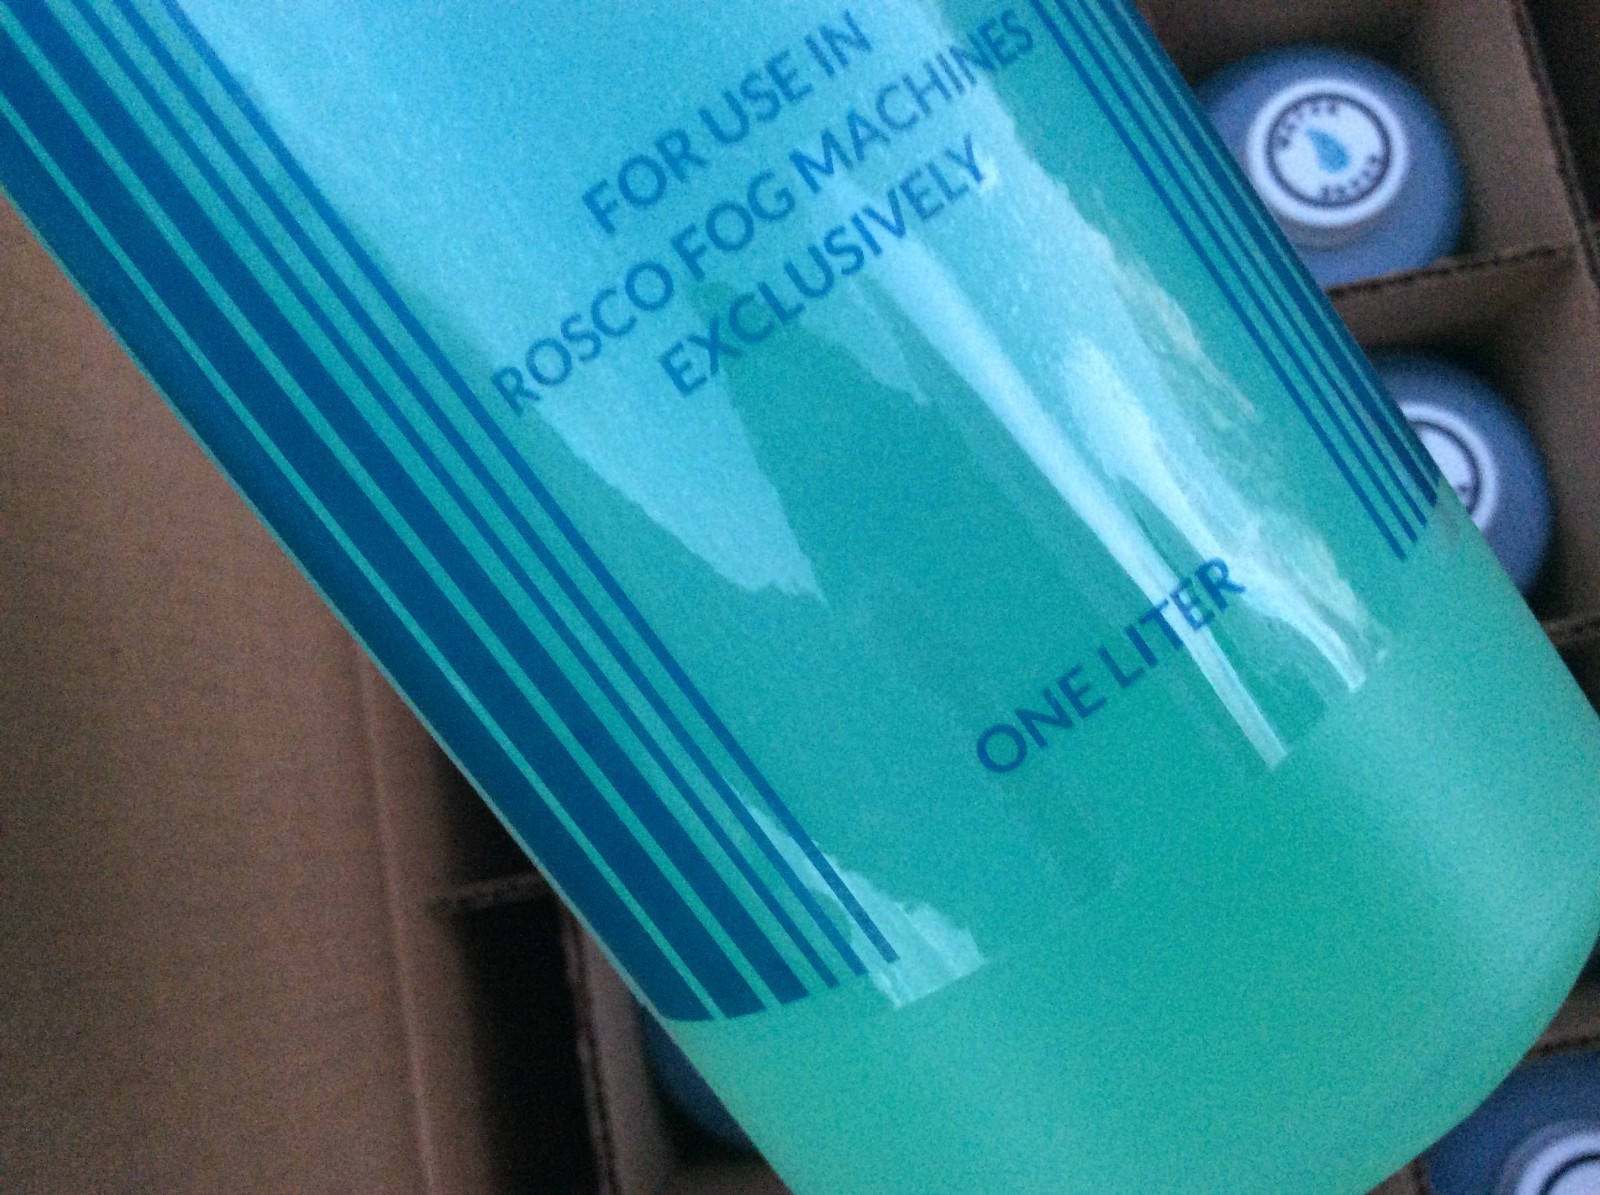 FOR USE IN
ROSCO FOG MACHINES
EXCLUSIVELY
ONE LITER